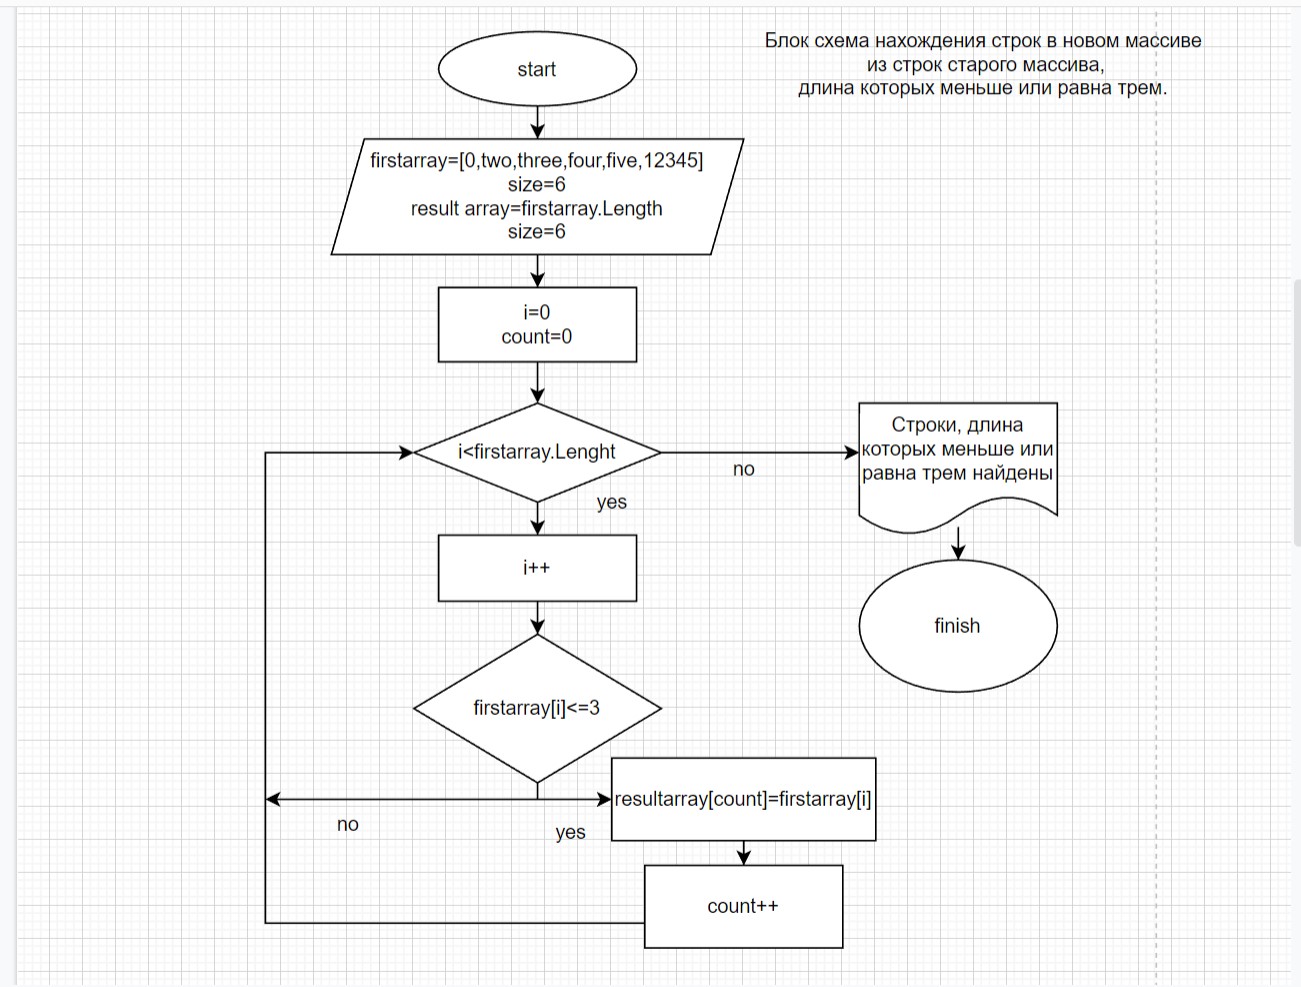 Блок схема нахождения строк в новом массиве
из строк старого массива,
длина которых меньше или равна трем.
start
firstarray=[0,two,three,four,five,12345]
size=6
result array=firstarray.Length
size=6
i=0
count=0
i<firstarray.Lenght
no
yes
Строки, длина
которых меньше или
равна трем найдены
i++
finish
firstarray[i]<=3
resultarray[count]=firstarray[i]
no
yes
count++